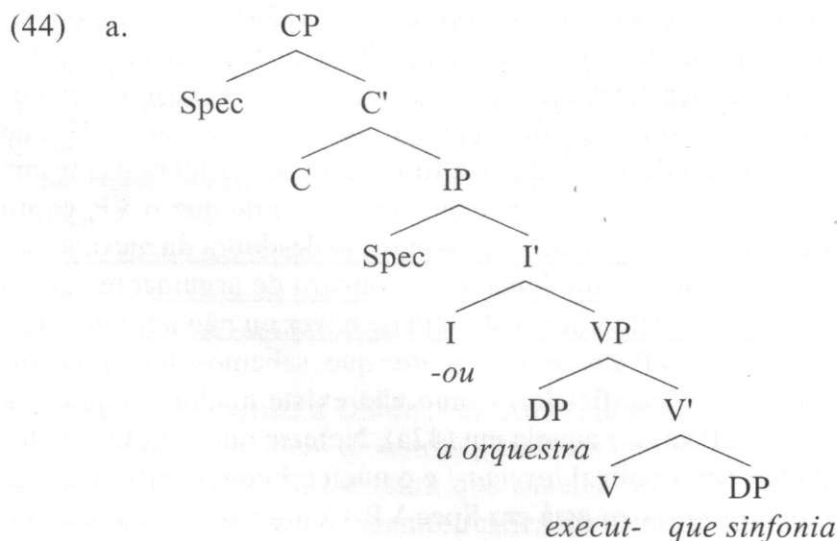 (44) a. CP
Spec C'
C IP
Spec I'
I VP
-ou
DP V'
a orquestra
V DP
execut- que sinfonia